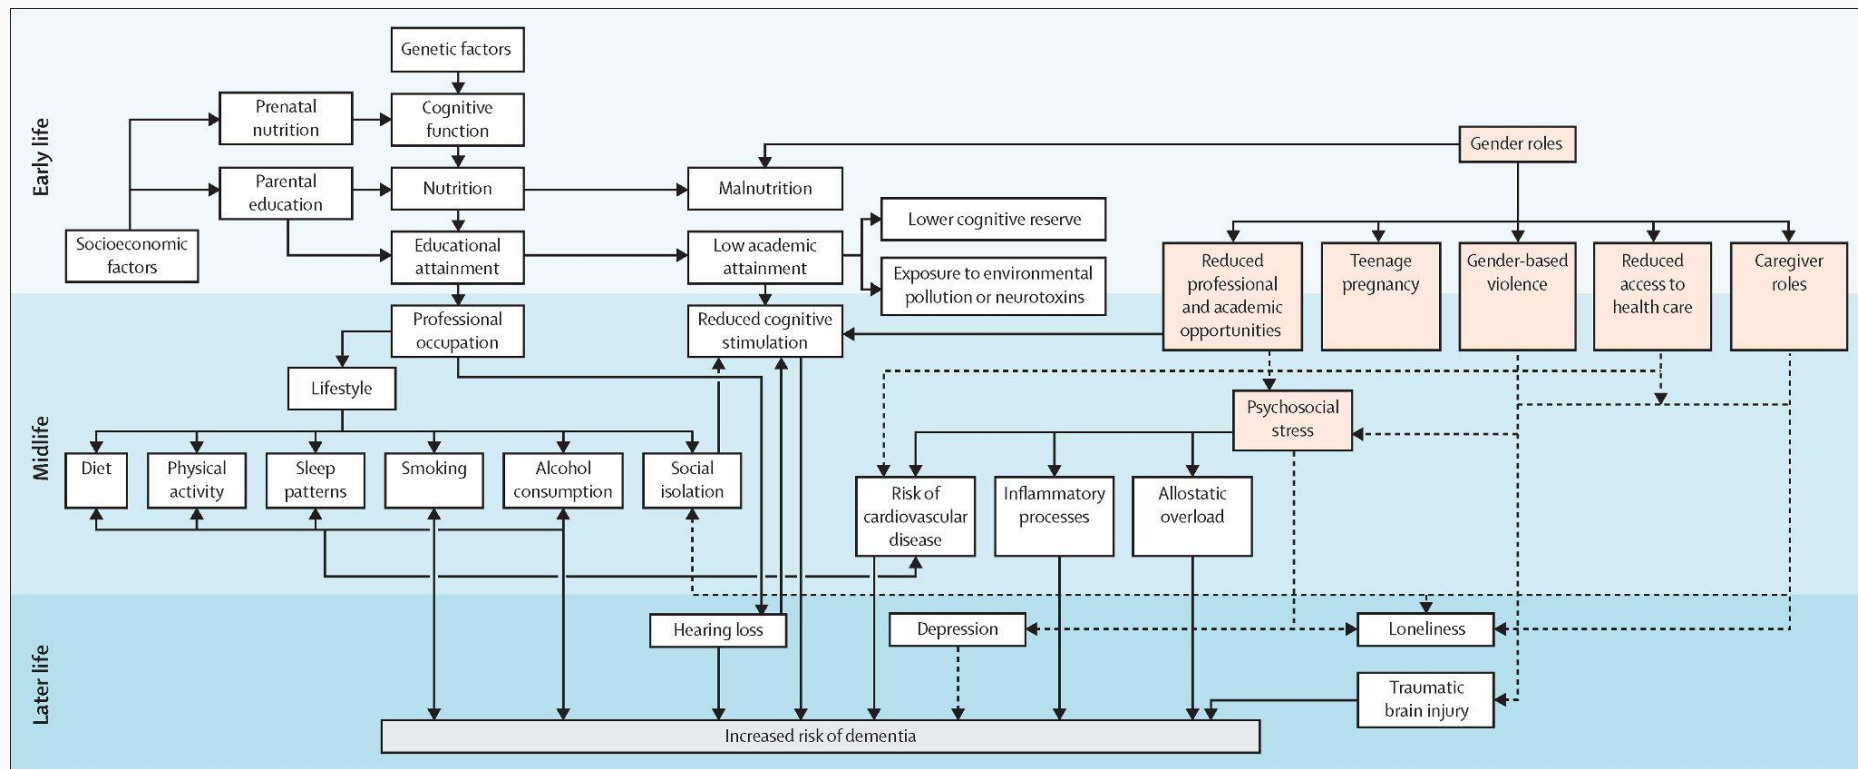 Early life
Genetic factors
Prenatal
nutrition
Cognitive
function
Gender roles
Parental
education
Nutrition
Malnutrition
Socioeconomic
factors
Educational
attainment
Low academic
attainment
Lower cognitive reserve
Exposure to environmental
pollution or neurotoxins
Reduced
professional
and academic
opportunities
Teenage
pregnancy
Gender-based
violence
Reduced
access to
health care
Caregiver
roles
Midlife
Professional
occupation
Reduced cognitive
stimulation
Lifestyle
Psychosocial
stress
Diet
Physical
activity
Sleep
patterns
Smoking
Alcohol
consumption
Social
isolation
Risk of
cardiovascular
disease
Inflammatory
processes
Allostatic
overload
Later life
Hearing loss
Depression
Loneliness
Traumatic
brain injury
Increased risk of dementia